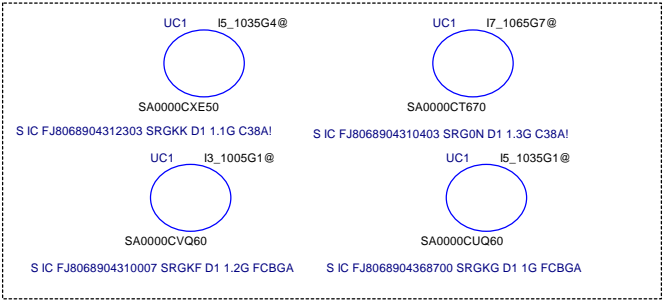 UC1 I5_1035G4@ UC1 I7_1065G7@
SA0000CXE50 SA0000CT670
S IC FJ8068904312303 SRGKK D1 1.1G C38A! S IC FJ8068904310403 SRG0N D1 1.3G C38A!
UC1 I3_1005G1@ UC1 I5_1035G1@
SA0000CVQ60 SA0000CUQ60
S IC FJ8068904310007 SRGKF D1 1.2G FCBGA S IC FJ8068904368700 SRGKG D1 1G FCBGA